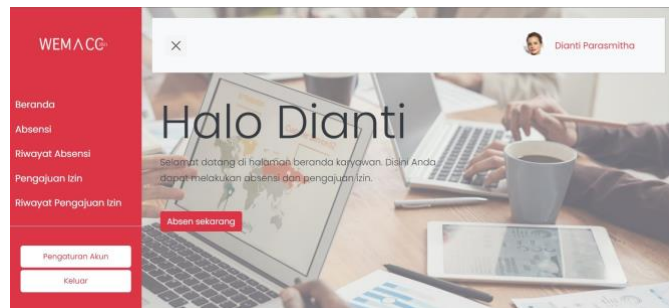 WEMACO
Dianti Parasmitha
Beranda
Absensi
Riwayat Absensi
Pengajuan Izin
Riwayat Pengajuan Izin
Pengaturan Akun
Keluar
Halo Dianti
Selamat datang di halaman beranda karyawan. Disini Anda
dapat melakukan absensi dan pengajuan izin.
Absen sekarang